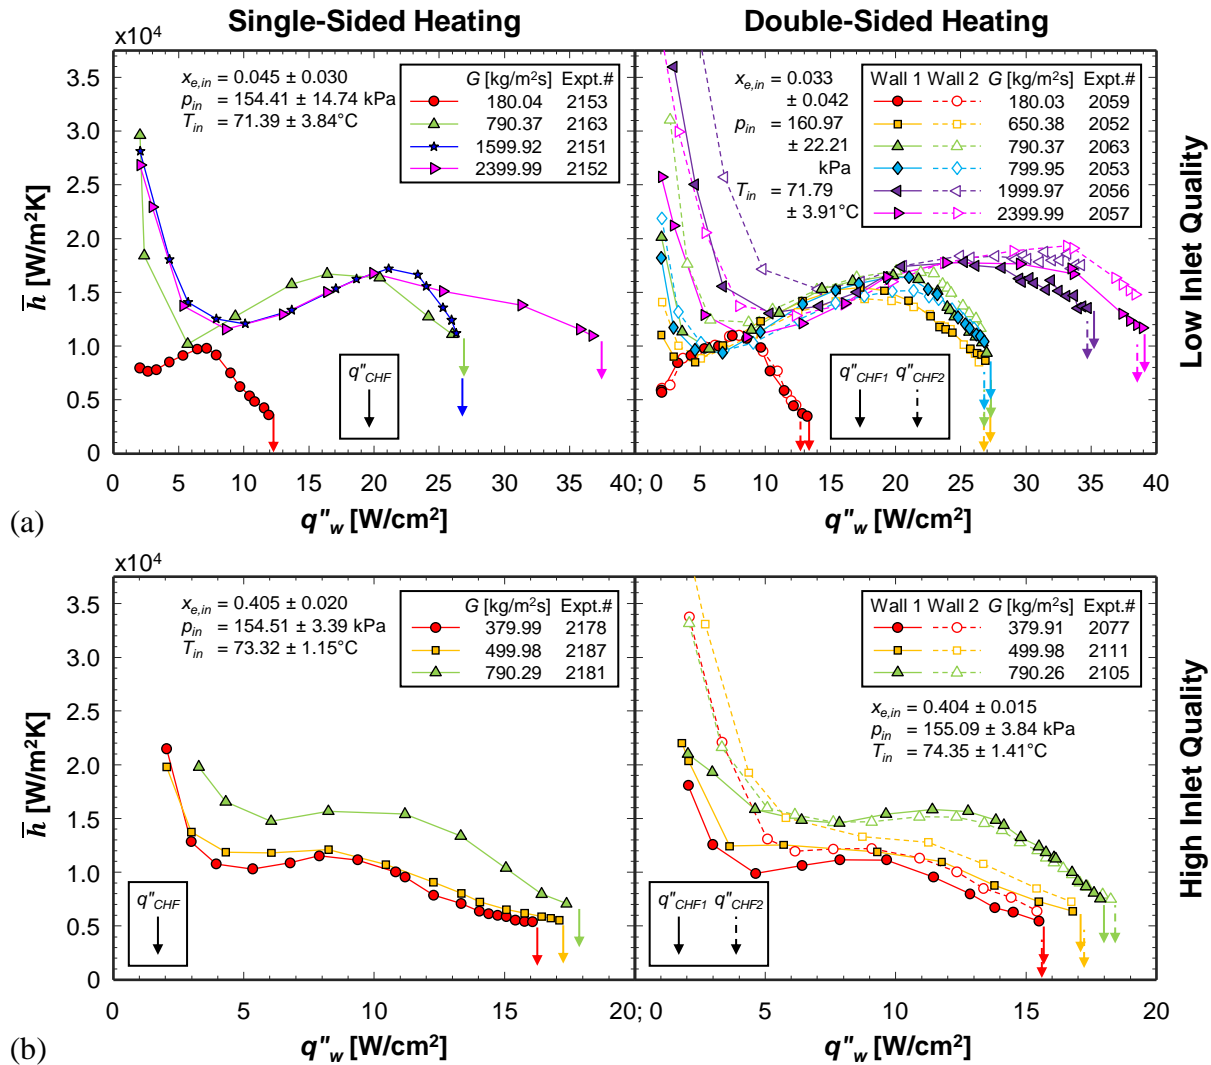 (a)
Single-Sided Heating
Double-Sided Heating
x10⁴
3.5
3.0
2.5
2.0
1.5
1.0
0.5
0
h̅ [W/m²K]
x_e,in = 0.045 ± 0.030
p_in = 154.41 ± 14.74 kPa
T_in = 71.39 ± 3.84°C
G [kg/m²s] Expt.#
180.04 2153
790.37 2163
1599.92 2151
2399.99 2152
q"CHF
0 5 10 15 20 25 30 35 40; 0 5 10 15 20 25 30 35 40
q"w [W/cm²]
x_e,in = 0.033
± 0.042
p_in = 160.97
± 22.21
kPa
T_in = 71.79
± 3.91°C
Wall 1 Wall 2 G [kg/m²s] Expt.#
180.03 2059
650.38 2052
790.37 2063
799.95 2053
1999.97 2056
2399.99 2057
q"CHF1 q"CHF2
q"w [W/cm²]
Low Inlet Quality
(b)
x10⁴
3.5
3.0
2.5
2.0
1.5
1.0
0.5
0
h̅ [W/m²K]
x_e,in = 0.405 ± 0.020
p_in = 154.51 ± 3.39 kPa
T_in = 73.32 ± 1.15°C
G [kg/m²s] Expt.#
379.99 2178
499.98 2187
790.29 2181
q"CHF
0 5 10 15 20; 0 5 10 15 20
q"w [W/cm²]
Wall 1 Wall 2 G [kg/m²s] Expt.#
379.91 2077
499.98 2111
790.26 2105
x_e,in = 0.404 ± 0.015
p_in = 155.09 ± 3.84 kPa
T_in = 74.35 ± 1.41°C
q"CHF1 q"CHF2
q"w [W/cm²]
High Inlet Quality